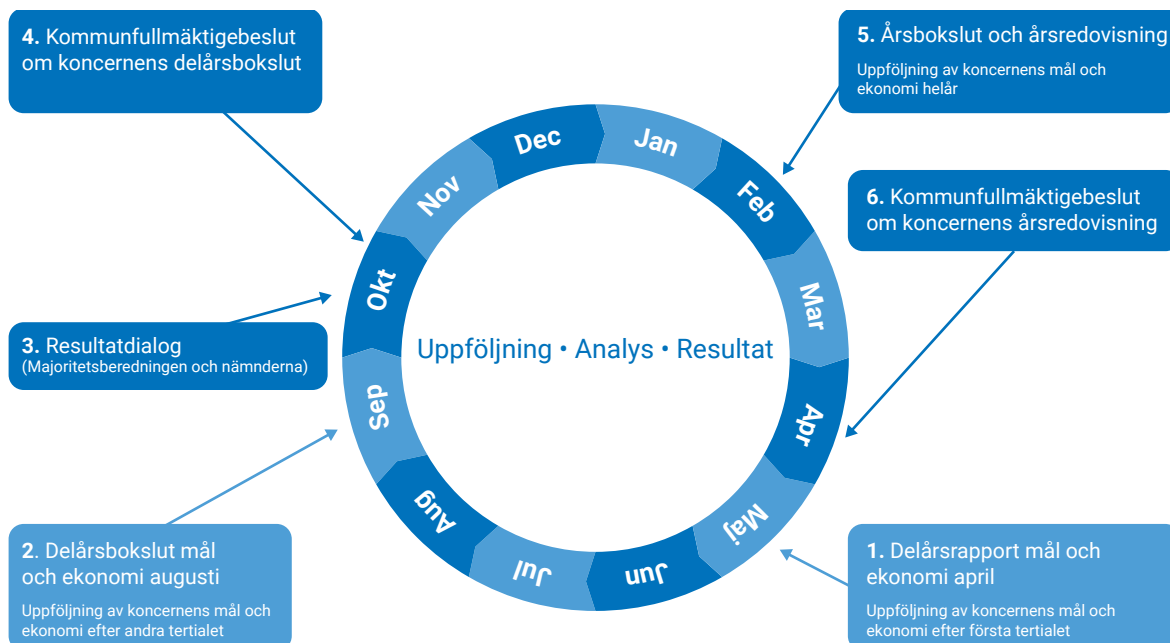 4. Kommunfullmäktigebeslut
om koncernens delårsbokslut
5. Årsbokslut och årsredovisning
Uppföljning av koncernens mål och
ekonomi helår
6. Kommunfullmäktigebeslut
om koncernens årsredovisning
3. Resultatdialog
(Majoritetsberedningen och nämnderna)
2. Delårsbokslut mål
och ekonomi augusti
Uppföljning av koncernens mål och
ekonomi efter andra tertialet
1. Delårsrapport mål och
ekonomi april
Uppföljning av koncernens mål och
ekonomi efter första tertialet
Jan
Feb
Mar
Apr
Maj
Jun
Jul
Aug
Sep
Okt
Nov
Dec
Uppföljning • Analys • Resultat